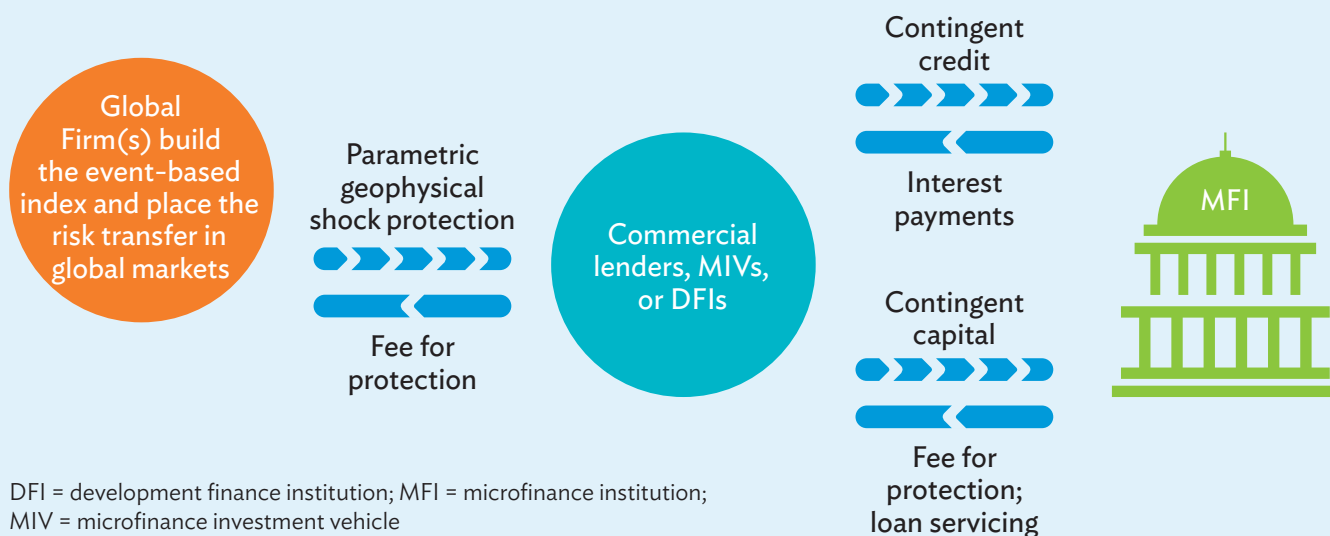 Global
Firm(s) build
the event-based
index and place the
risk transfer in
global markets
Parametric
geophysical
shock protection
Fee for
protection
Commercial
lenders, MIVs,
or DFIs
Contingent
credit
Interest
payments
Contingent
capital
Fee for
protection;
loan servicing
MFI
DFI = development finance institution; MFI = microfinance institution;
MIV = microfinance investment vehicle